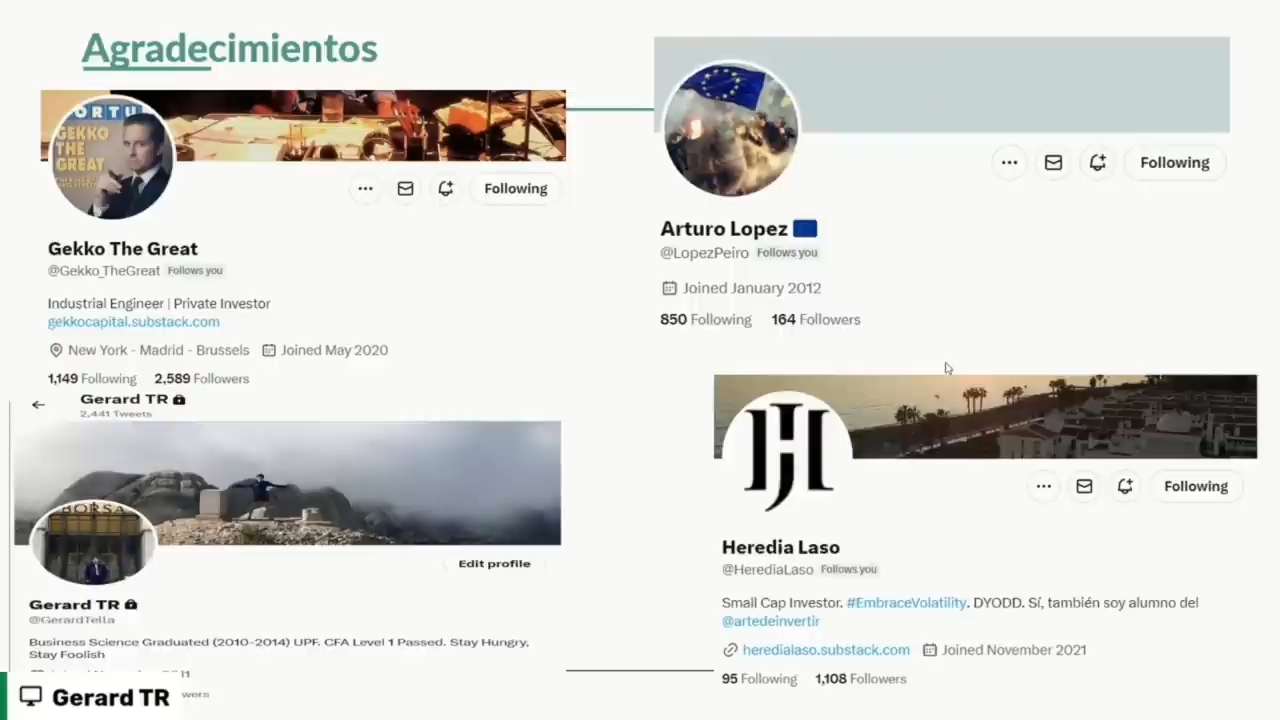 Agradecimientos
ORTU
GEKKO
THE
GREAT
Following
Gekko The Great
@Gekko_TheGreat Follows you
Industrial Engineer | Private Investor
gekkocapital.substack.com
New York - Madrid - Brussels Joined May 2020
1,149 Following 2,589 Followers
Following
Arturo Lopez
@LopezPeiro Follows you
Joined January 2012
850 Following 164 Followers
Gerard TR
2,441 Tweets
BORSA
Edit profile
Gerard TR
@GerardTella
Business Science Graduated (2010-2014) UPF. CFA Level 1 Passed. Stay Hungry,
Stay Foolish
wers
Gerard TR
HJ
Following
Heredia Laso
@HerediaLaso Follows you
Small Cap Investor. #EmbraceVolatility. DYODD. Sí, también soy alumno del
@artedeinvertir
heredialaso.substack.com Joined November 2021
95 Following 1,108 Followers